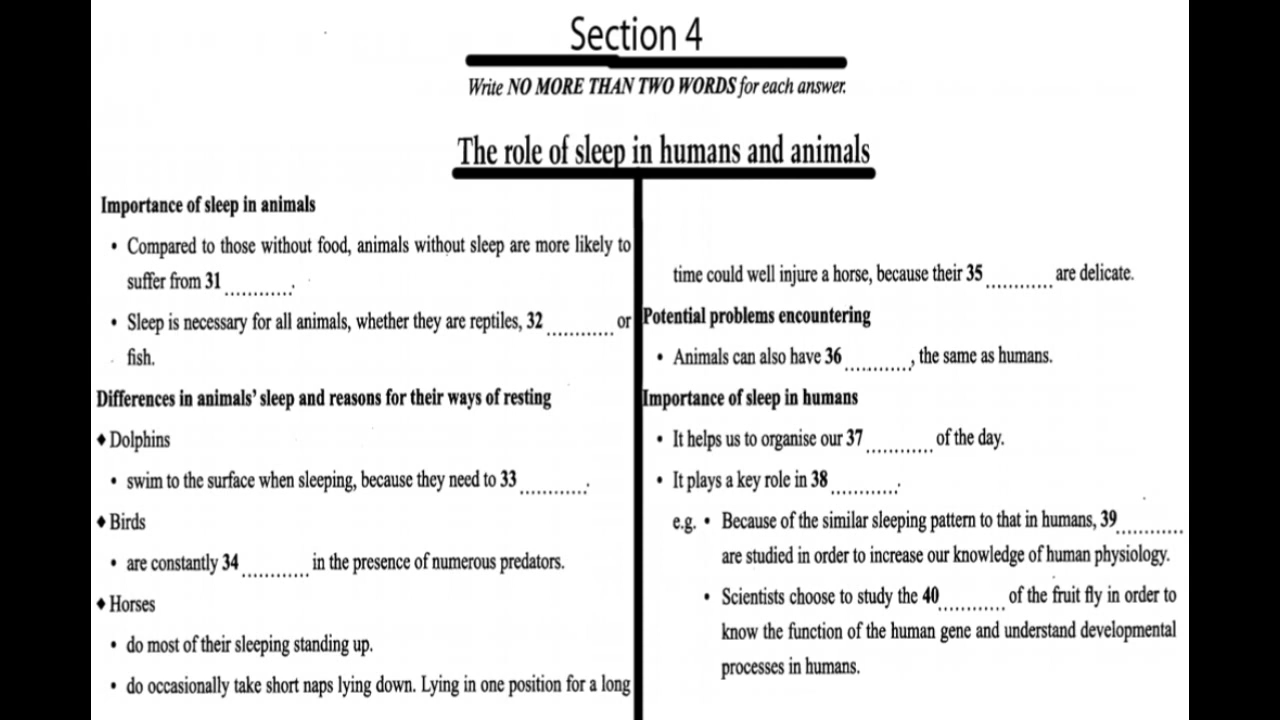 Section 4
Write NO MORE THAN TWO WORDS for each answer.
The role of sleep in humans and animals
Importance of sleep in animals
• Compared to those without food, animals without sleep are more likely to
suffer from 31 .............
• Sleep is necessary for all animals, whether they are reptiles, 32 ............ or
fish.
Differences in animals' sleep and reasons for their ways of resting
♦ Dolphins
• swim to the surface when sleeping, because they need to 33 .............
♦ Birds
• are constantly 34 ............ in the presence of numerous predators.
♦ Horses
• do most of their sleeping standing up.
• do occasionally take short naps lying down. Lying in one position for a long
time could well injure a horse, because their 35 ............ are delicate.
Potential problems encountering
• Animals can also have 36 ............, the same as humans.
Importance of sleep in humans
• It helps us to organise our 37 ............ of the day.
• It plays a key role in 38 .............
e.g. • Because of the similar sleeping pattern to that in humans, 39 ............
are studied in order to increase our knowledge of human physiology.
• Scientists choose to study the 40 ............ of the fruit fly in order to
know the function of the human gene and understand developmental
processes in humans.